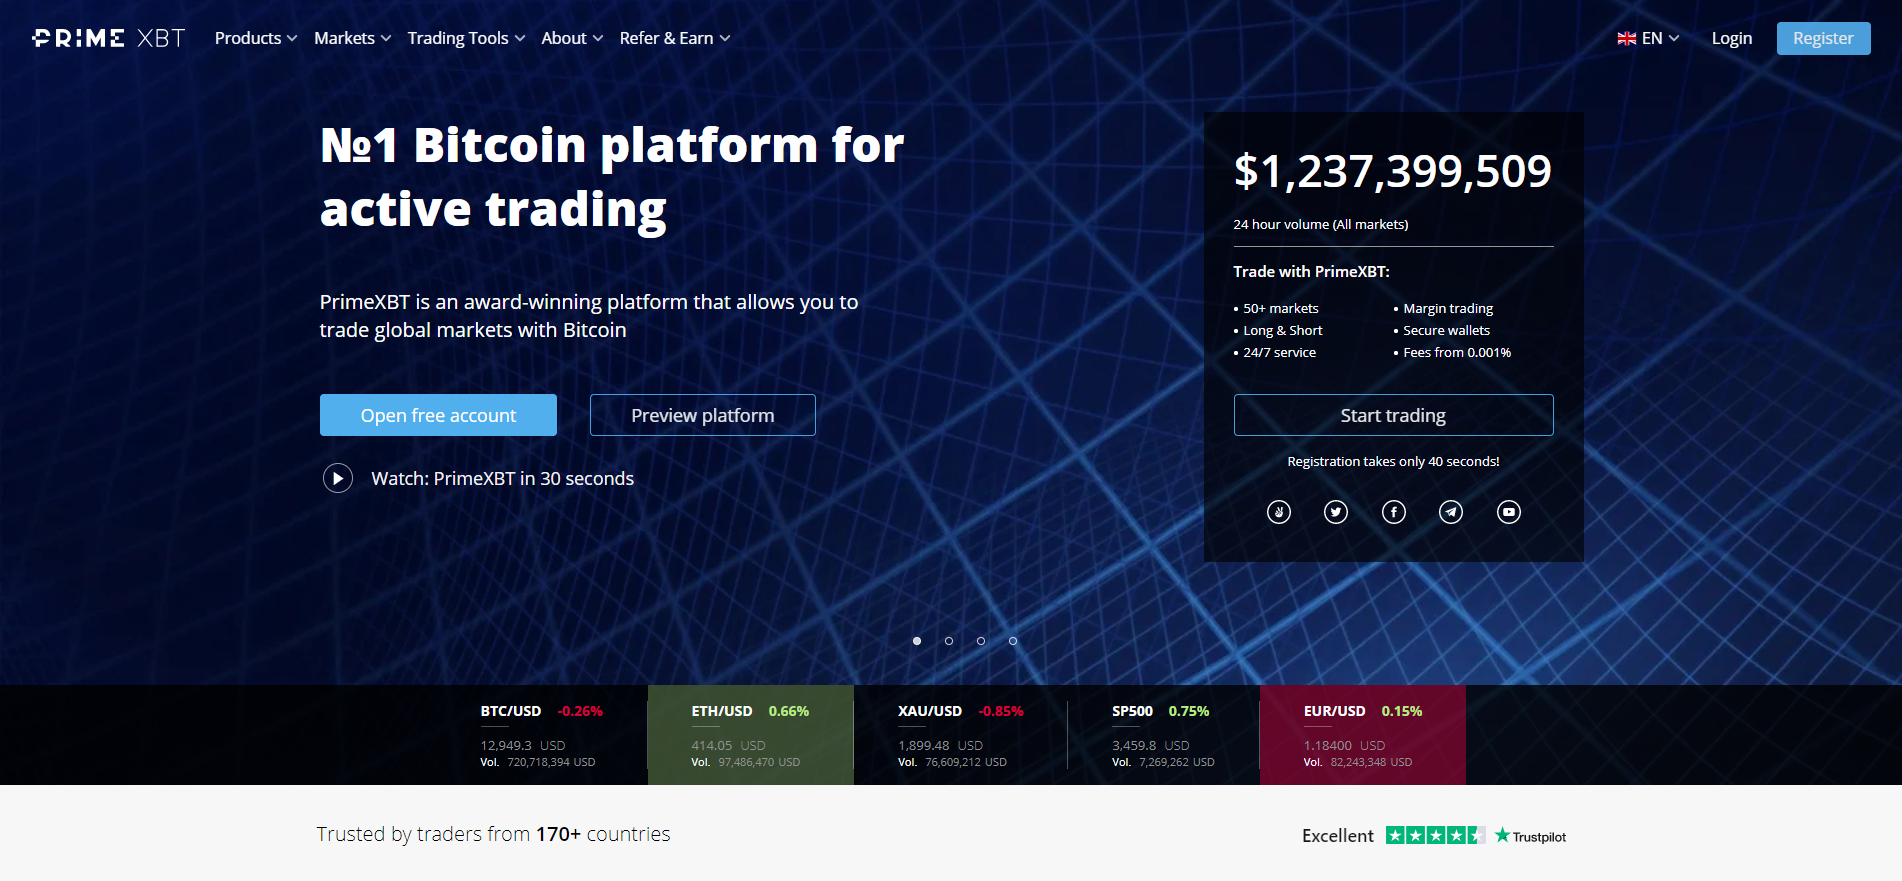 PRIME XBT Products Markets Trading Tools About Refer & Earn EN Login Register
№1 Bitcoin platform for
active trading
PrimeXBT is an award-winning platform that allows you to
trade global markets with Bitcoin
Open free account Preview platform
Watch: PrimeXBT in 30 seconds
$1,237,399,509
24 hour volume (All markets)
Trade with PrimeXBT:
• 50+ markets • Margin trading
• Long & Short • Secure wallets
• 24/7 service • Fees from 0.001%
Start trading
Registration takes only 40 seconds!
BTC/USD -0.26% ETH/USD 0.66% XAU/USD -0.85% SP500 0.75% EUR/USD 0.15%
12,949.3 USD 414.05 USD 1,899.48 USD 3,459.8 USD 1.18400 USD
Vol. 720,718,394 USD Vol. 97,486,470 USD Vol. 76,609,212 USD Vol. 7,269,262 USD Vol. 82,243,348 USD
Trusted by traders from 170+ countries Excellent Trustpilot